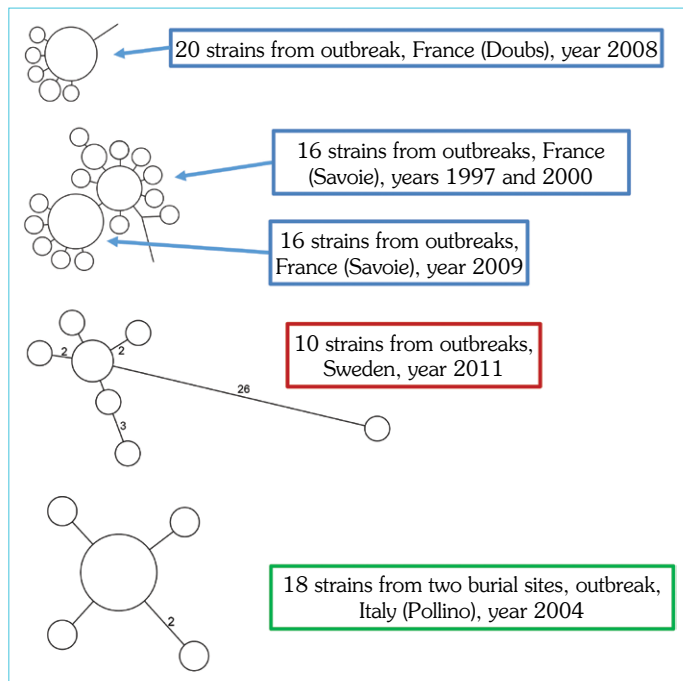 20 strains from outbreak, France (Doubs), year 2008
16 strains from outbreaks, France
(Savoie), years 1997 and 2000
16 strains from outbreaks,
France (Savoie), year 2009
2
2
10 strains from outbreaks,
Sweden, year 2011
26
3
18 strains from two burial sites, outbreak,
Italy (Pollino), year 2004
2